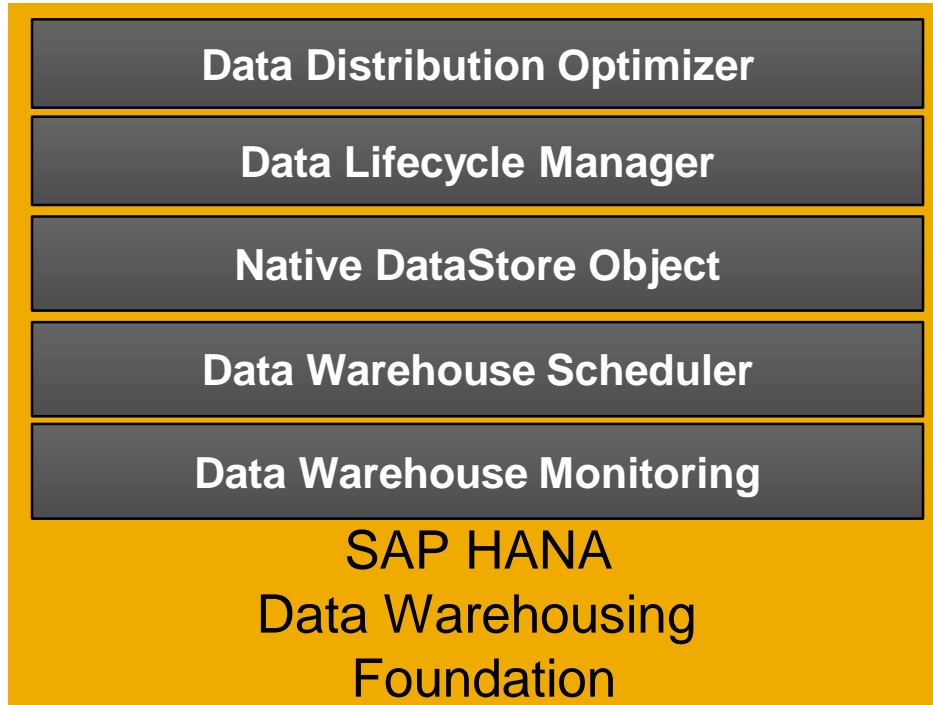 Data Distribution Optimizer
Data Lifecycle Manager
Native DataStore Object
Data Warehouse Scheduler
Data Warehouse Monitoring
SAP HANA
Data Warehousing
Foundation